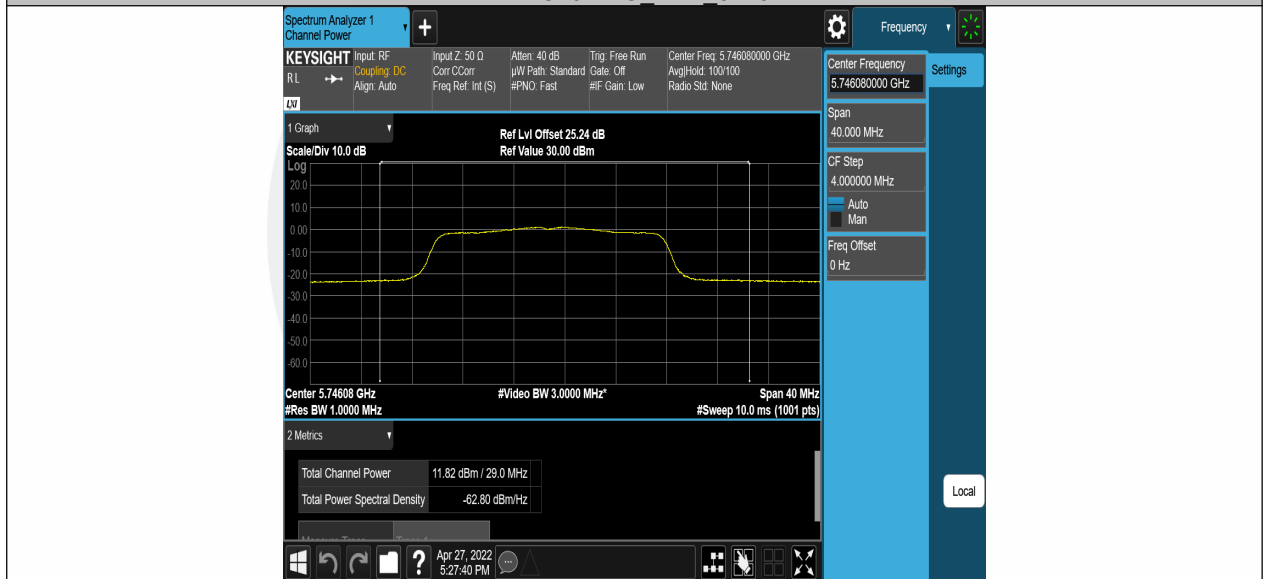 Spectrum Analyzer 1
Channel Power
+
Frequency
KEYSIGHT
RL
LXI
Input: RF
Coupling: DC
Align: Auto
Input Z: 50 Ω
Corr CCorr
Freq Ref: Int (S)
Atten: 40 dB
µW Path: Standard
#PNO: Fast
Trig: Free Run
Gate: Off
#IF Gain: Low
Center Freq: 5.746080000 GHz
Avg|Hold: 100/100
Radio Std: None
Center Frequency
5.746080000 GHz
Settings
Span
40.000 MHz
CF Step
4.000000 MHz
Auto
Man
Freq Offset
0 Hz
Local
1 Graph
Scale/Div 10.0 dB
Ref Lvl Offset 25.24 dB
Ref Value 30.00 dBm
Log
20.0
10.0
0.00
-10.0
-20.0
-30.0
-40.0
-50.0
-60.0
Center 5.74608 GHz
#Video BW 3.0000 MHz*
Span 40 MHz
#Res BW 1.0000 MHz
#Sweep 10.0 ms (1001 pts)
2 Metrics
Total Channel Power 11.82 dBm / 29.0 MHz
Total Power Spectral Density -62.80 dBm/Hz
?
Apr 27, 2022
5:27:40 PM